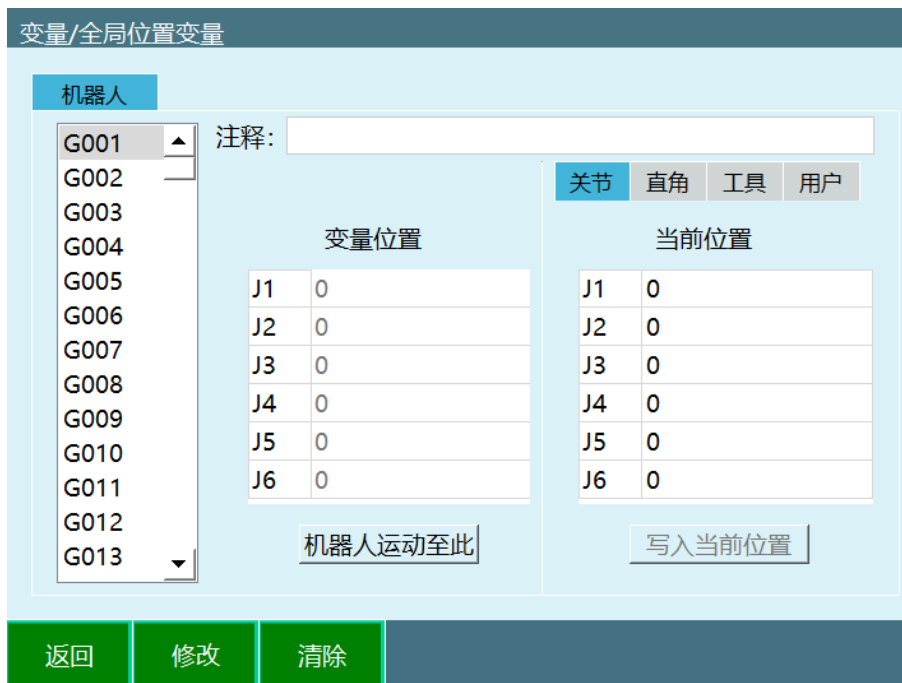 变量/全局位置变量
机器人
G001
G002
G003
G004
G005
G006
G007
G008
G009
G010
G011
G012
G013
注释:
关节 直角 工具 用户
变量位置
J1 0
J2 0
J3 0
J4 0
J5 0
J6 0
机器人运动至此
当前位置
J1 0
J2 0
J3 0
J4 0
J5 0
J6 0
写入当前位置
返回 修改 清除